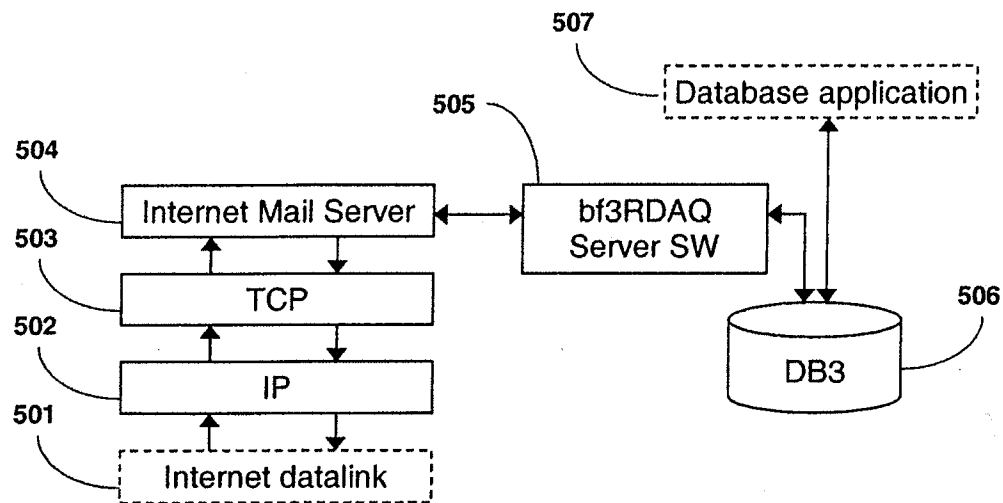 507
Database application
505
504
Internet Mail Server
bf3RDAQ
Server SW
503
TCP
502
IP
506
DB3
501
Internet datalink